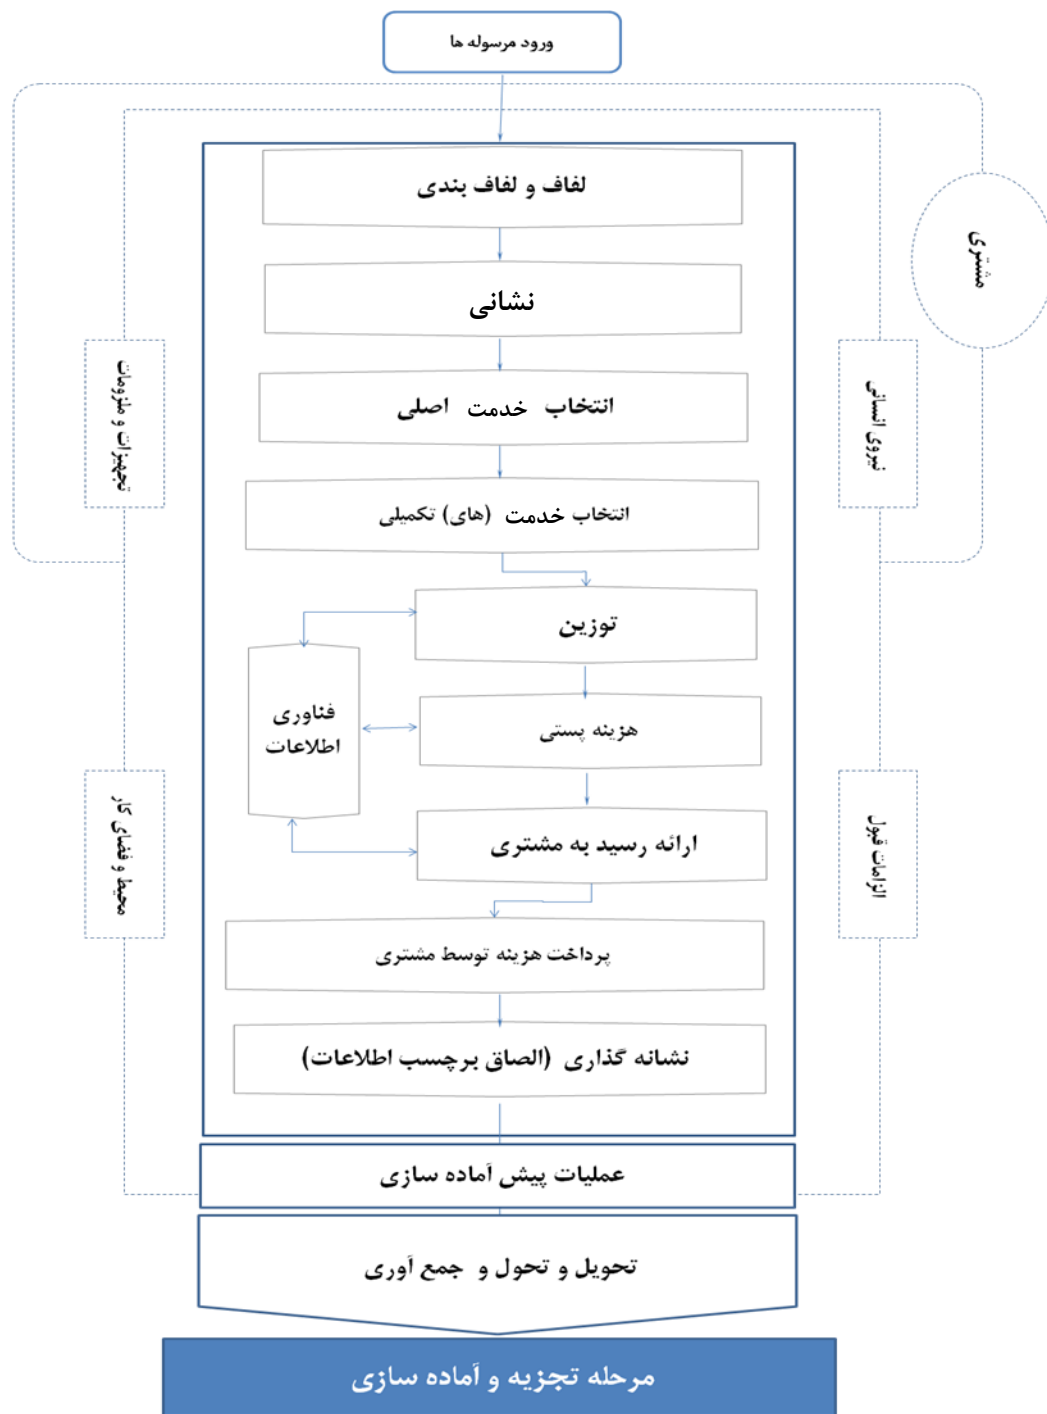 ورود مرسوله ها
لفاف و لفاف بندی
نشانی
انتخاب خدمت اصلی
انتخاب خدمت (های) تکمیلی
توزین
هزینه پستی
ارائه رسید به مشتری
فناوری
اطلاعات
پرداخت هزینه توسط مشتری
نشانه گذاری (الصاق برچسب اطلاعات)
عملیات پیش آماده سازی
تحویل و تحول و جمع آوری
مرحله تجزیه و آماده سازی
مشتری
نیروی انسانی
الزامات قبول
تجهیزات و ملزومات
محیط و فضای کار